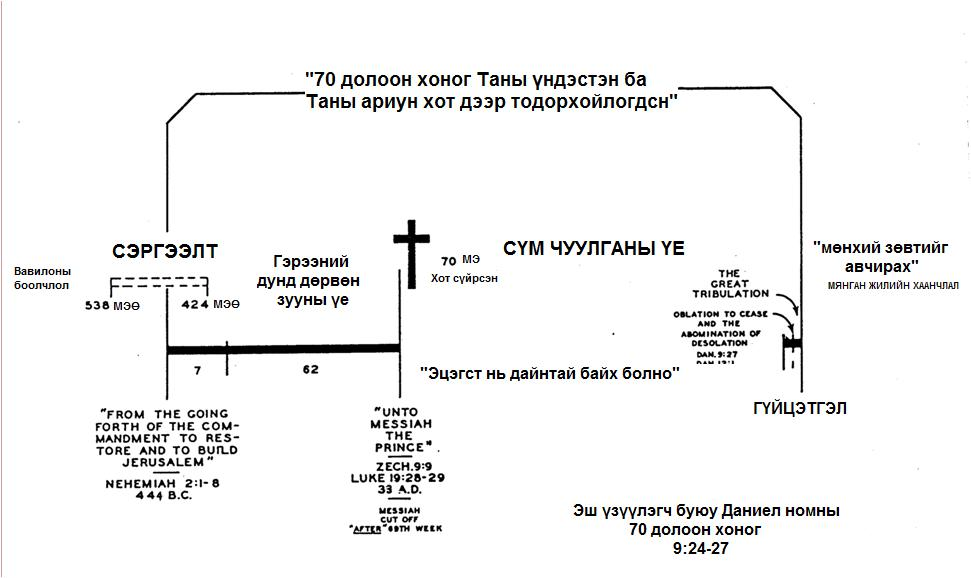 "70 долоон хоног Таны үндэстэн ба
Таны ариун хот дээр тодорхойлогдсн"
СЭРГЭЭЛТ
Вавилоны
боолчлол
538 МЭӨ
424 МЭӨ
Гэрээний
дунд дөрвөн
зууны үе
70 МЭ
Хот сүйрсэн
СҮМ ЧУУЛГАНЫ ҮЕ
"мөнхий зөвтийг
авчирах"
МЯНГАН ЖИЛИЙН ХААНЧЛАЛ
THE
GREAT
TRIBULATION
OBLATION TO CEASE
AND THE
ABOMINATION OF
DESOLATION
DAN. 9:27
7
62
"Эцэгст нь дайнтай байх болно"
ГҮЙЦЭТГЭЛ
"FROM THE GOING
FORTH OF THE COM-
MANDMENT TO RES-
TORE AND TO BUILD
JERUSALEM"
NEHEMIAH 2:1-8
444 B.C.
"UNTO
MESSIAH
THE
PRINCE".
ZECH. 9:9
LUKE 19:28-29
33 A.D.
MESSIAH
CUT OFF
"AFTER" 69TH WEEK
Эш үзүүлэгч буюу Даниел номны
70 долоон хоног
9:24-27